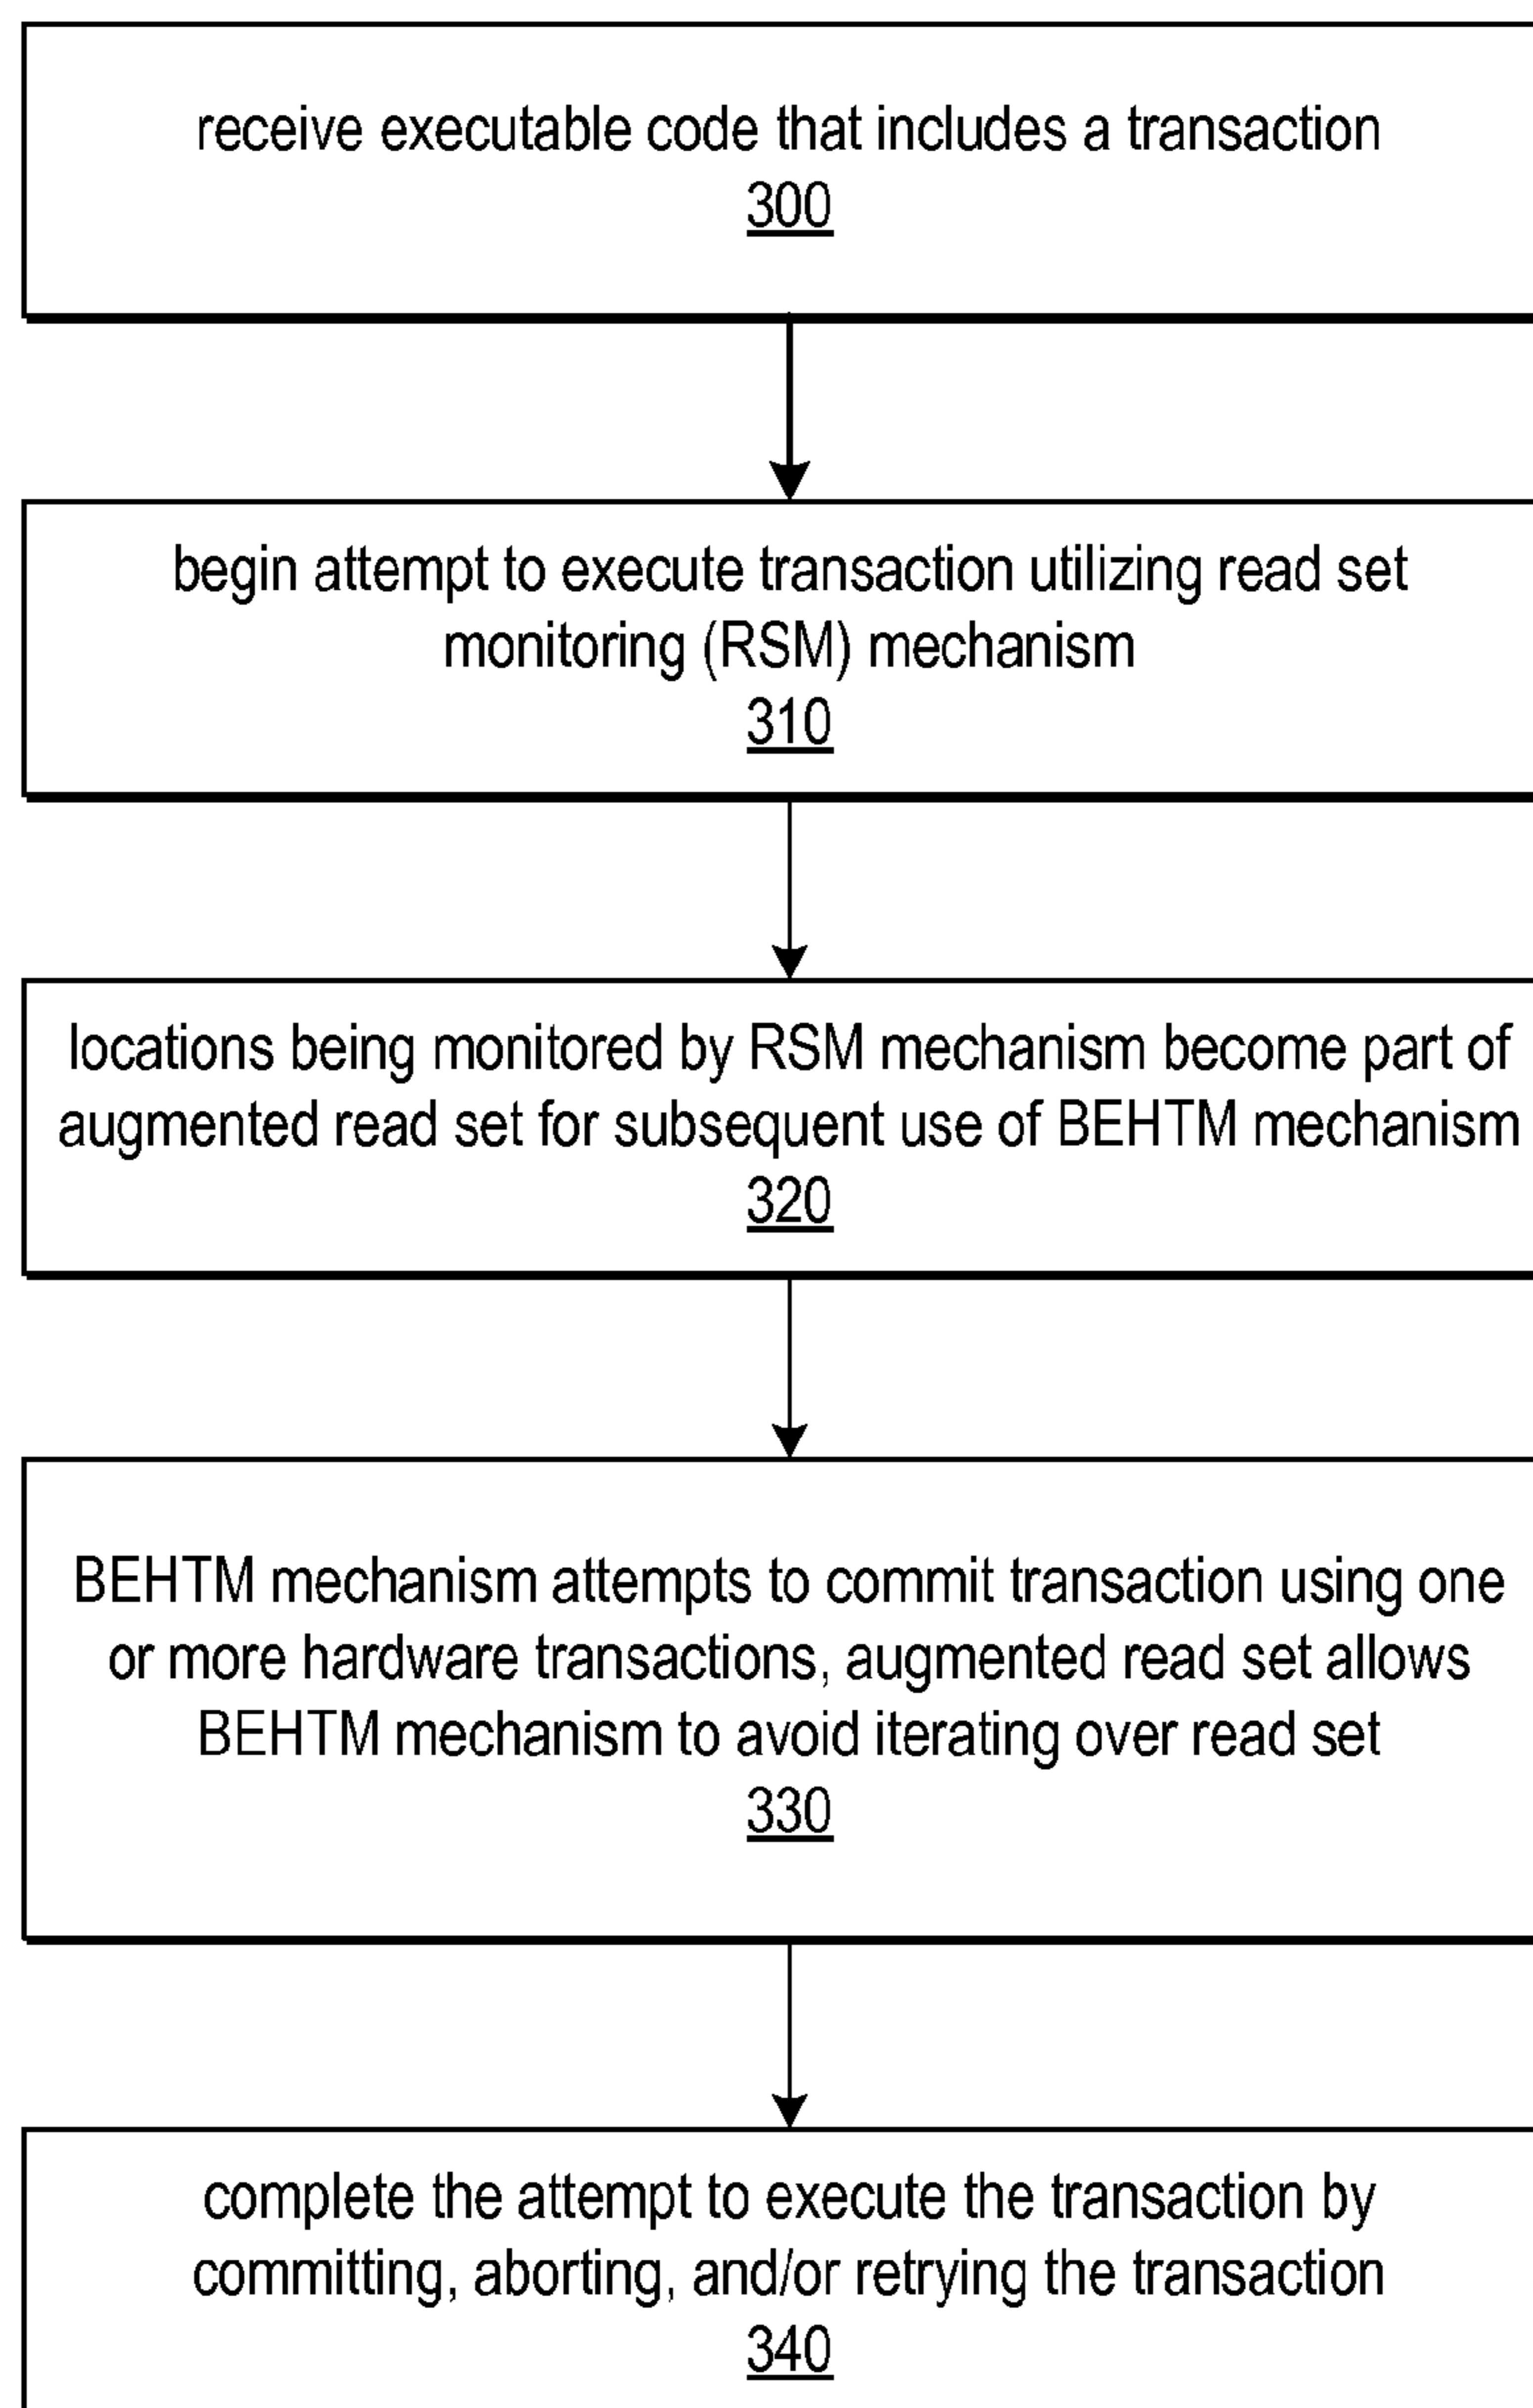 receive executable code that includes a transaction
300
begin attempt to execute transaction utilizing read set
monitoring (RSM) mechanism
310
locations being monitored by RSM mechanism become part of
augmented read set for subsequent use of BEHTM mechanism
320
BEHTM mechanism attempts to commit transaction using one
or more hardware transactions, augmented read set allows
BEHTM mechanism to avoid iterating over read set
330
complete the attempt to execute the transaction by
committing, aborting, and/or retrying the transaction
340